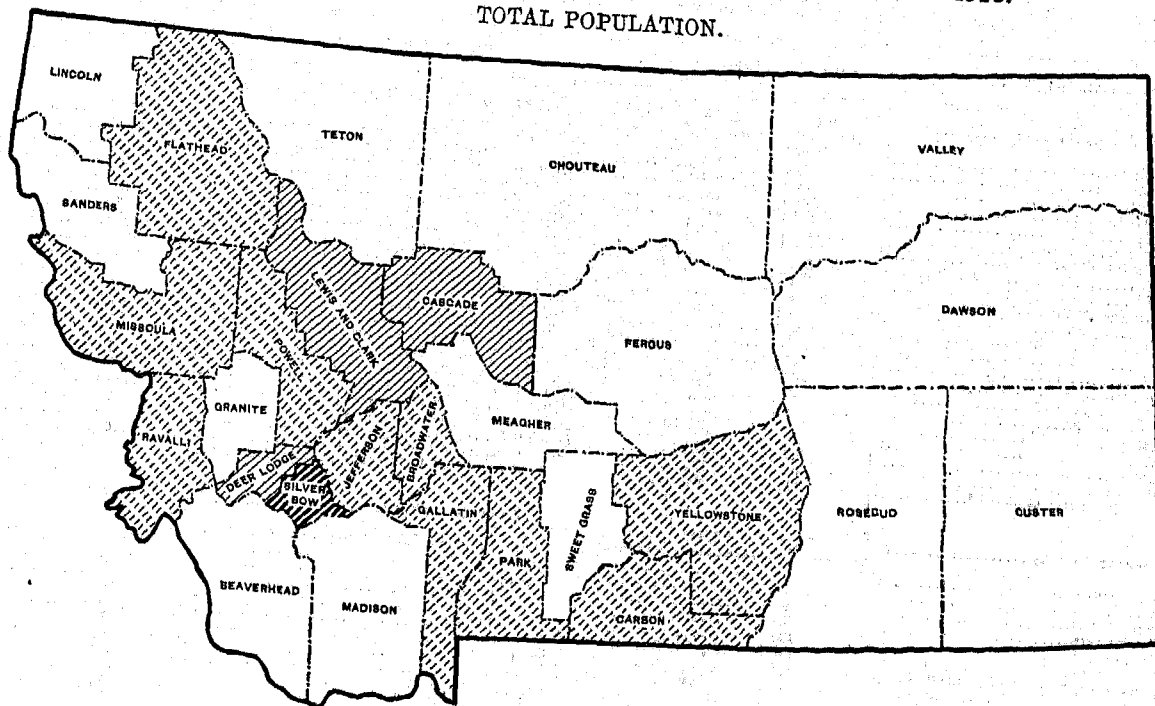 TOTAL POPULATION.
LINCOLN
FLATHEAD
TETON
CHOUTEAU
VALLEY
SANDERS
LEWIS AND CLARK
CASCADE
DAWSON
MISSOULA
POWELL
FERGUS
GRANITE
MEAGHER
RAVALLI
JEFFERSON
BROADWATER
DEER LODGE
SILVER
BOW
GALLATIN
PARK
SWEET GRASS
YELLOWSTONE
ROSEBUD
CUSTER
BEAVERHEAD
MADISON
CARBON